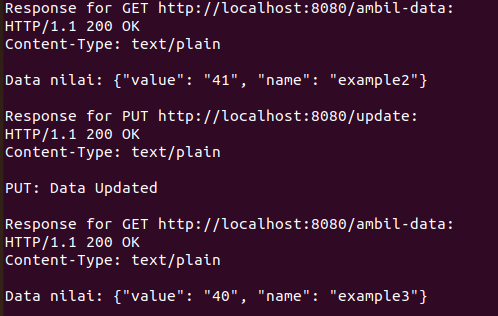 Response for GET http://localhost:8080/ambil-data:
HTTP/1.1 200 OK
Content-Type: text/plain
Data nilai: {"value": "41", "name": "example2"}
Response for PUT http://localhost:8080/update:
HTTP/1.1 200 OK
Content-Type: text/plain
PUT: Data Updated
Response for GET http://localhost:8080/ambil-data:
HTTP/1.1 200 OK
Content-Type: text/plain
Data nilai: {"value": "40", "name": "example3"}